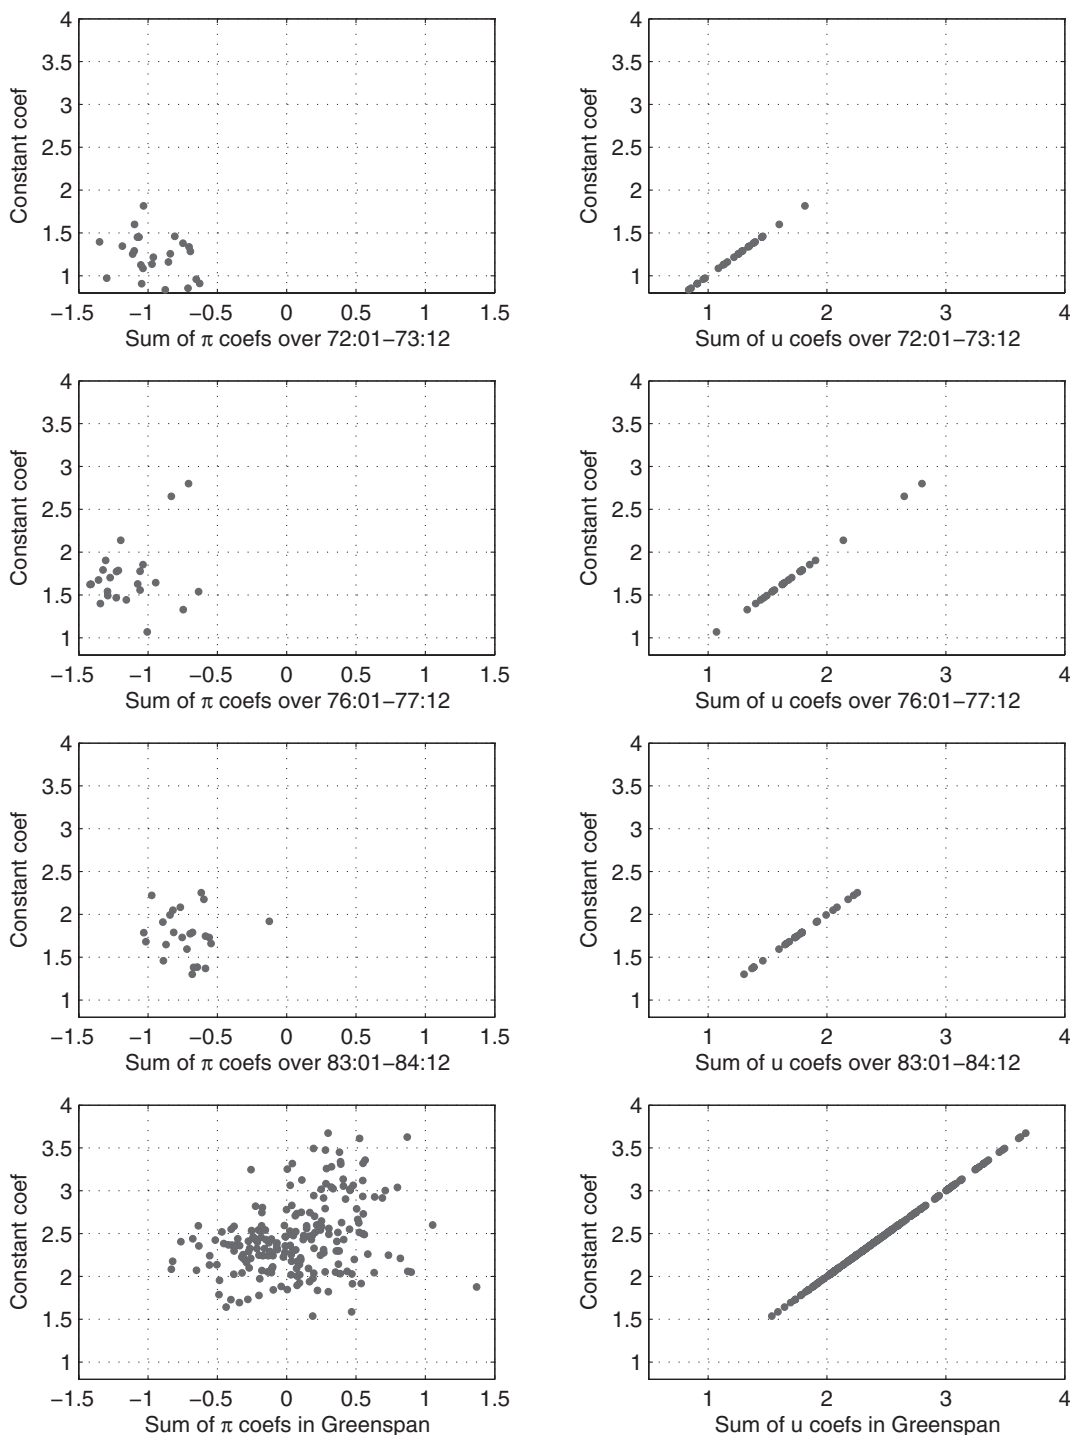 4
3.5
3
2.5
2
1.5
1
Constant coef
−1.5 −1 −0.5 0 0.5 1 1.5
Sum of π coefs over 72:01−73:12
4
3.5
3
2.5
2
1.5
1
Constant coef
1 2 3 4
Sum of u coefs over 72:01−73:12
4
3.5
3
2.5
2
1.5
1
Constant coef
−1.5 −1 −0.5 0 0.5 1 1.5
Sum of π coefs over 76:01−77:12
4
3.5
3
2.5
2
1.5
1
Constant coef
1 2 3 4
Sum of u coefs over 76:01−77:12
4
3.5
3
2.5
2
1.5
1
Constant coef
−1.5 −1 −0.5 0 0.5 1 1.5
Sum of π coefs over 83:01−84:12
4
3.5
3
2.5
2
1.5
1
Constant coef
1 2 3 4
Sum of u coefs over 83:01−84:12
4
3.5
3
2.5
2
1.5
1
Constant coef
−1.5 −1 −0.5 0 0.5 1 1.5
Sum of π coefs in Greenspan
4
3.5
3
2.5
2
1.5
1
Constant coef
1 2 3 4
Sum of u coefs in Greenspan